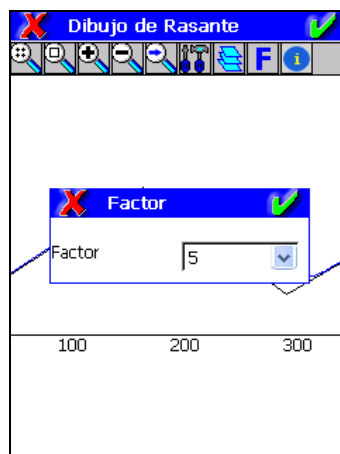 Dibujo de Rasante
F i
Factor
Factor 5
100 200 300